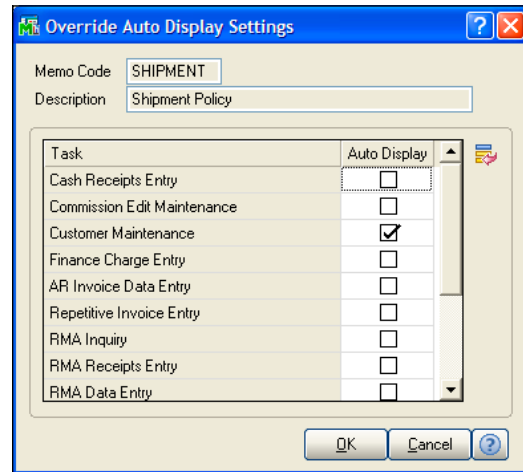 Override Auto Display Settings
Memo Code SHIPMENT
Description Shipment Policy
Task Auto Display
Cash Receipts Entry
Commission Edit Maintenance
Customer Maintenance
Finance Charge Entry
AR Invoice Data Entry
Repetitive Invoice Entry
RMA Inquiry
RMA Receipts Entry
RMA Data Entry
OK Cancel